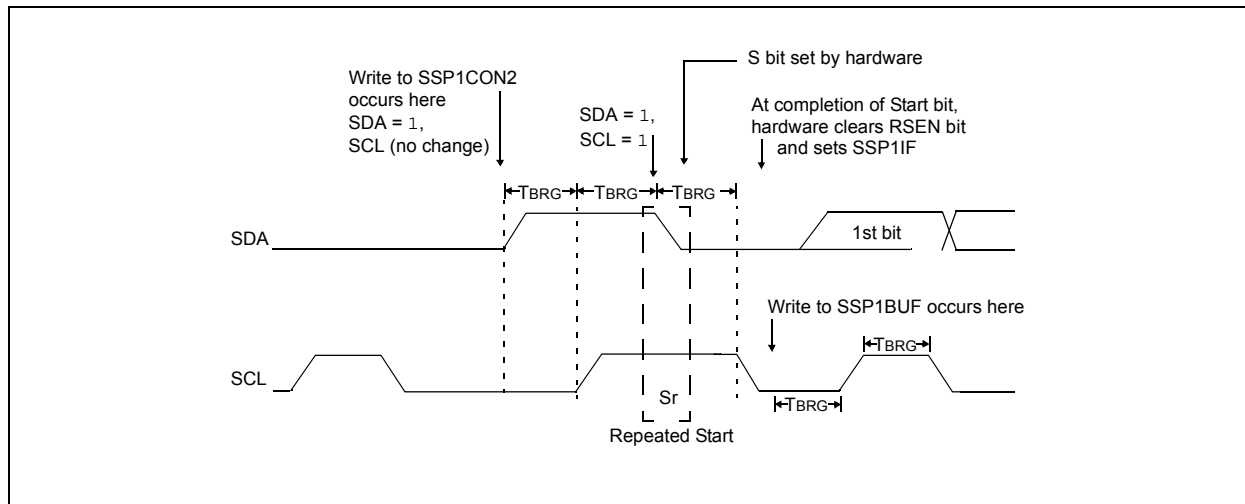 S bit set by hardware
Write to SSP1CON2
occurs here
SDA = 1,
SCL (no change)
SDA = 1,
SCL = 1
At completion of Start bit,
hardware clears RSEN bit
and sets SSP1IF
TBRG TBRG TBRG
SDA
1st bit
Write to SSP1BUF occurs here
TBRG
SCL
Sr
TBRG
Repeated Start